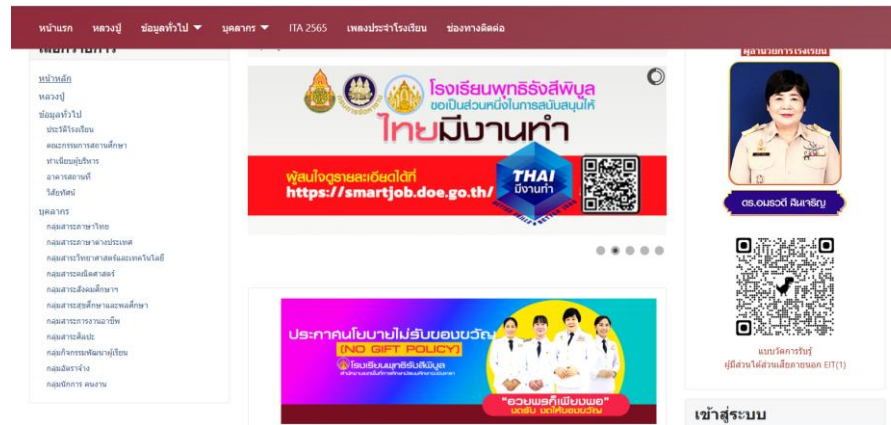 หน้าแรก หลวงปู่ ข้อมูลทั่วไป บุคลากร ITA 2565 เพลงประจำโรงเรียน ช่องทางติดต่อ
หน้าหลัก
หลวงปู่
ข้อมูลทั่วไป
ประวัติโรงเรียน
คณะกรรมการสถานศึกษา
ทำเนียบผู้บริหาร
อาคารสถานที่
วิสัยทัศน์
บุคลากร
กลุ่มสาระภาษาไทย
กลุ่มสาระภาษาต่างประเทศ
กลุ่มสาระวิทยาศาสตร์และเทคโนโลยี
กลุ่มสาระคณิตศาสตร์
กลุ่มสาระสังคมศึกษาฯ
กลุ่มสาระสุขศึกษาและพลศึกษา
กลุ่มสาระการงานอาชีพ
กลุ่มสาระศิลปะ
กลุ่มกิจกรรมพัฒนาผู้เรียน
กลุ่มอัตราจ้าง
กลุ่มนักการ คนงาน
โรงเรียนพุทธิรังสีพิบูล
ขอเป็นส่วนหนึ่งในการสนับสนุนให้
ไทยมีงานทำ
ผู้สนใจดูรายละเอียดได้ที่
https://smartjob.doe.go.th/
THAI
มีงานทำ
ประกาศนโยบายไม่รับของขวัญ
(NO GIFT POLICY)
โรงเรียนพุทธิรังสีพิบูล
"อวยพรก็เพียงพอ"
งดรับ งดให้ของขวัญ
ผู้อำนวยการโรงเรียน
แบบวัดการรับรู้
ผู้มีส่วนได้ส่วนเสียภายนอก EIT(1)
เข้าสู่ระบบ